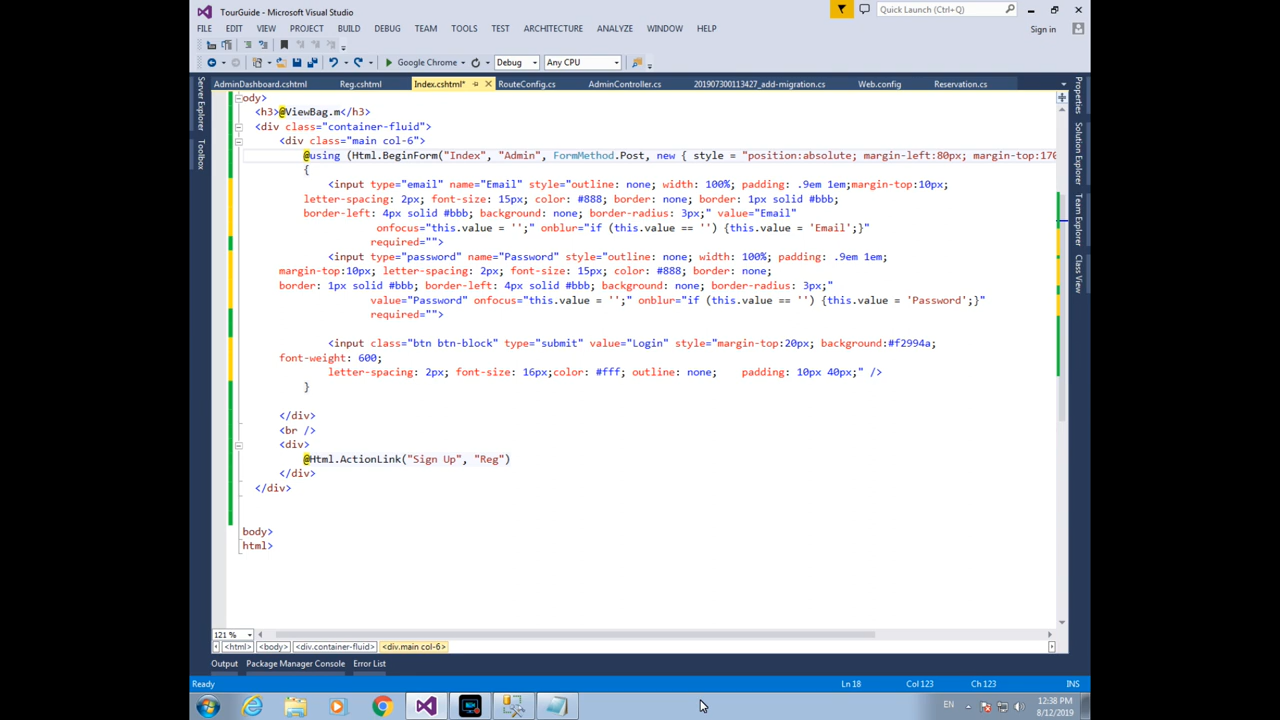 TourGuide - Microsoft Visual Studio
Quick Launch (Ctrl+Q)
FILE EDIT VIEW PROJECT BUILD DEBUG TOOLS TEST ARCHITECTURE ANALYZE WINDOW HELP
Sign in
Google Chrome Debug Any CPU
AdminDashboard.cshtml Reg.cshtml Index.cshtml* RouteConfig.cs AdminController.cs 201907300113427_add-migration.cs Web.config Reservation.cs
Server Explorer
Toolbox
ody>
<h3>@ViewBag.m</h3>
<div class="container-fluid">
<div class="main col-6">
@using (Html.BeginForm("Index", "Admin", FormMethod.Post, new { style = "position:absolute; margin-left:80px; margin-top:170
{
<input type="email" name="Email" style="outline: none; width: 100%; padding: .9em 1em;margin-top:10px;
letter-spacing: 2px; font-size: 15px; color: #888; border: none; border: 1px solid #bbb;
border-left: 4px solid #bbb; background: none; border-radius: 3px;" value="Email"
onfocus="this.value = '';" onblur="if (this.value == '') {this.value = 'Email';}"
required="">
<input type="password" name="Password" style="outline: none; width: 100%; padding: .9em 1em;
margin-top:10px; letter-spacing: 2px; font-size: 15px; color: #888; border: none;
border: 1px solid #bbb; border-left: 4px solid #bbb; background: none; border-radius: 3px;"
value="Password" onfocus="this.value = '';" onblur="if (this.value == '') {this.value = 'Password';}"
required="">
<input class="btn btn-block" type="submit" value="Login" style="margin-top:20px; background:#f2994a;
font-weight: 600;
letter-spacing: 2px; font-size: 16px;color: #fff; outline: none; padding: 10px 40px;" />
}
</div>
<br />
<div>
@Html.ActionLink("Sign Up", "Reg")
</div>
</div>
body>
html>
Properties
Solution Explorer
Team Explorer
Class View
121 %
<html> <body> <div.container-fluid> <div.main col-6>
Output Package Manager Console Error List
Ready Ln 18 Col 123 Ch 123 INS
EN 12:38 PM
8/12/2019